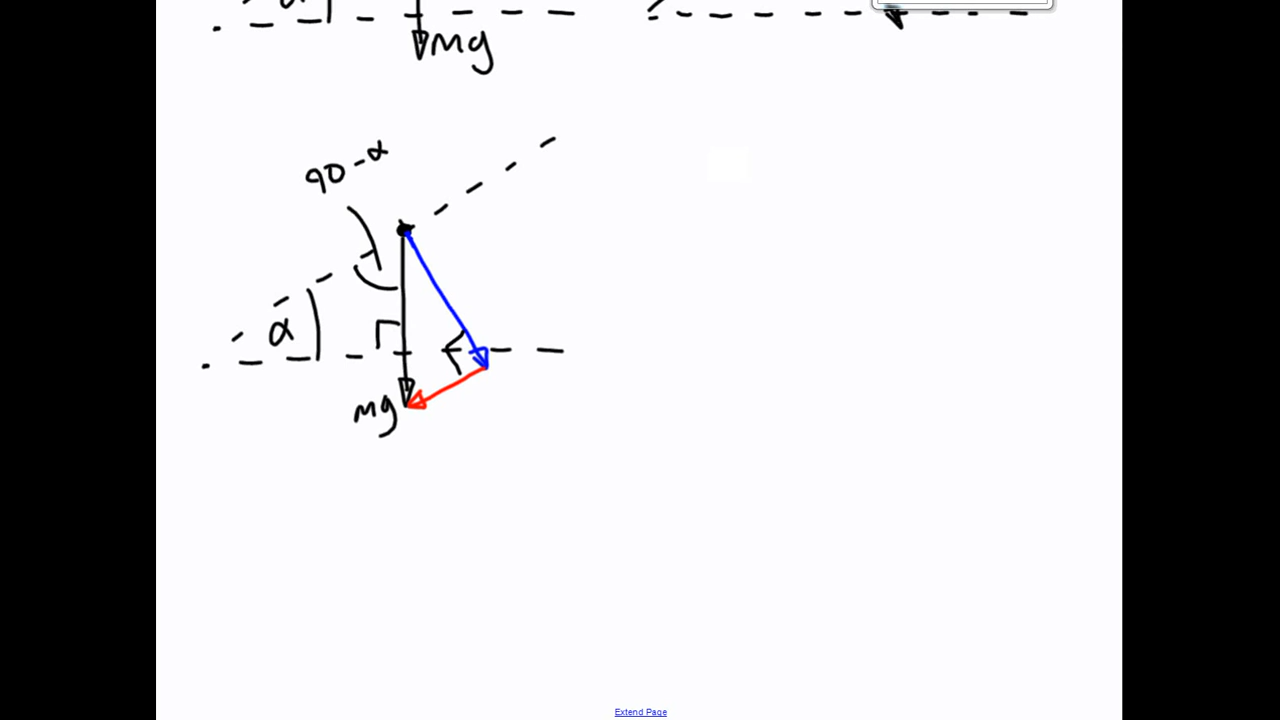 α
mg
90-α
α
mg
Extend Page